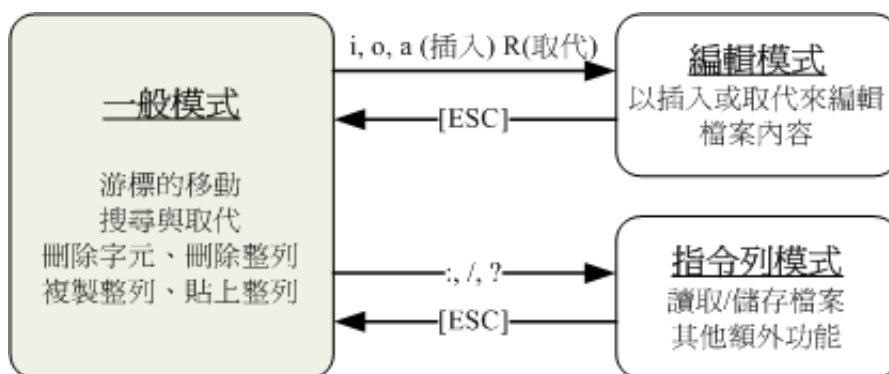 一般模式
游標的移動
搜尋與取代
刪除字元、刪除整列
複製整列、貼上整列
i, o, a (插入) R(取代)
[ESC]
編輯模式
以插入或取代來編輯
檔案內容
:, /, ?
[ESC]
指令列模式
讀取/儲存檔案
其他額外功能